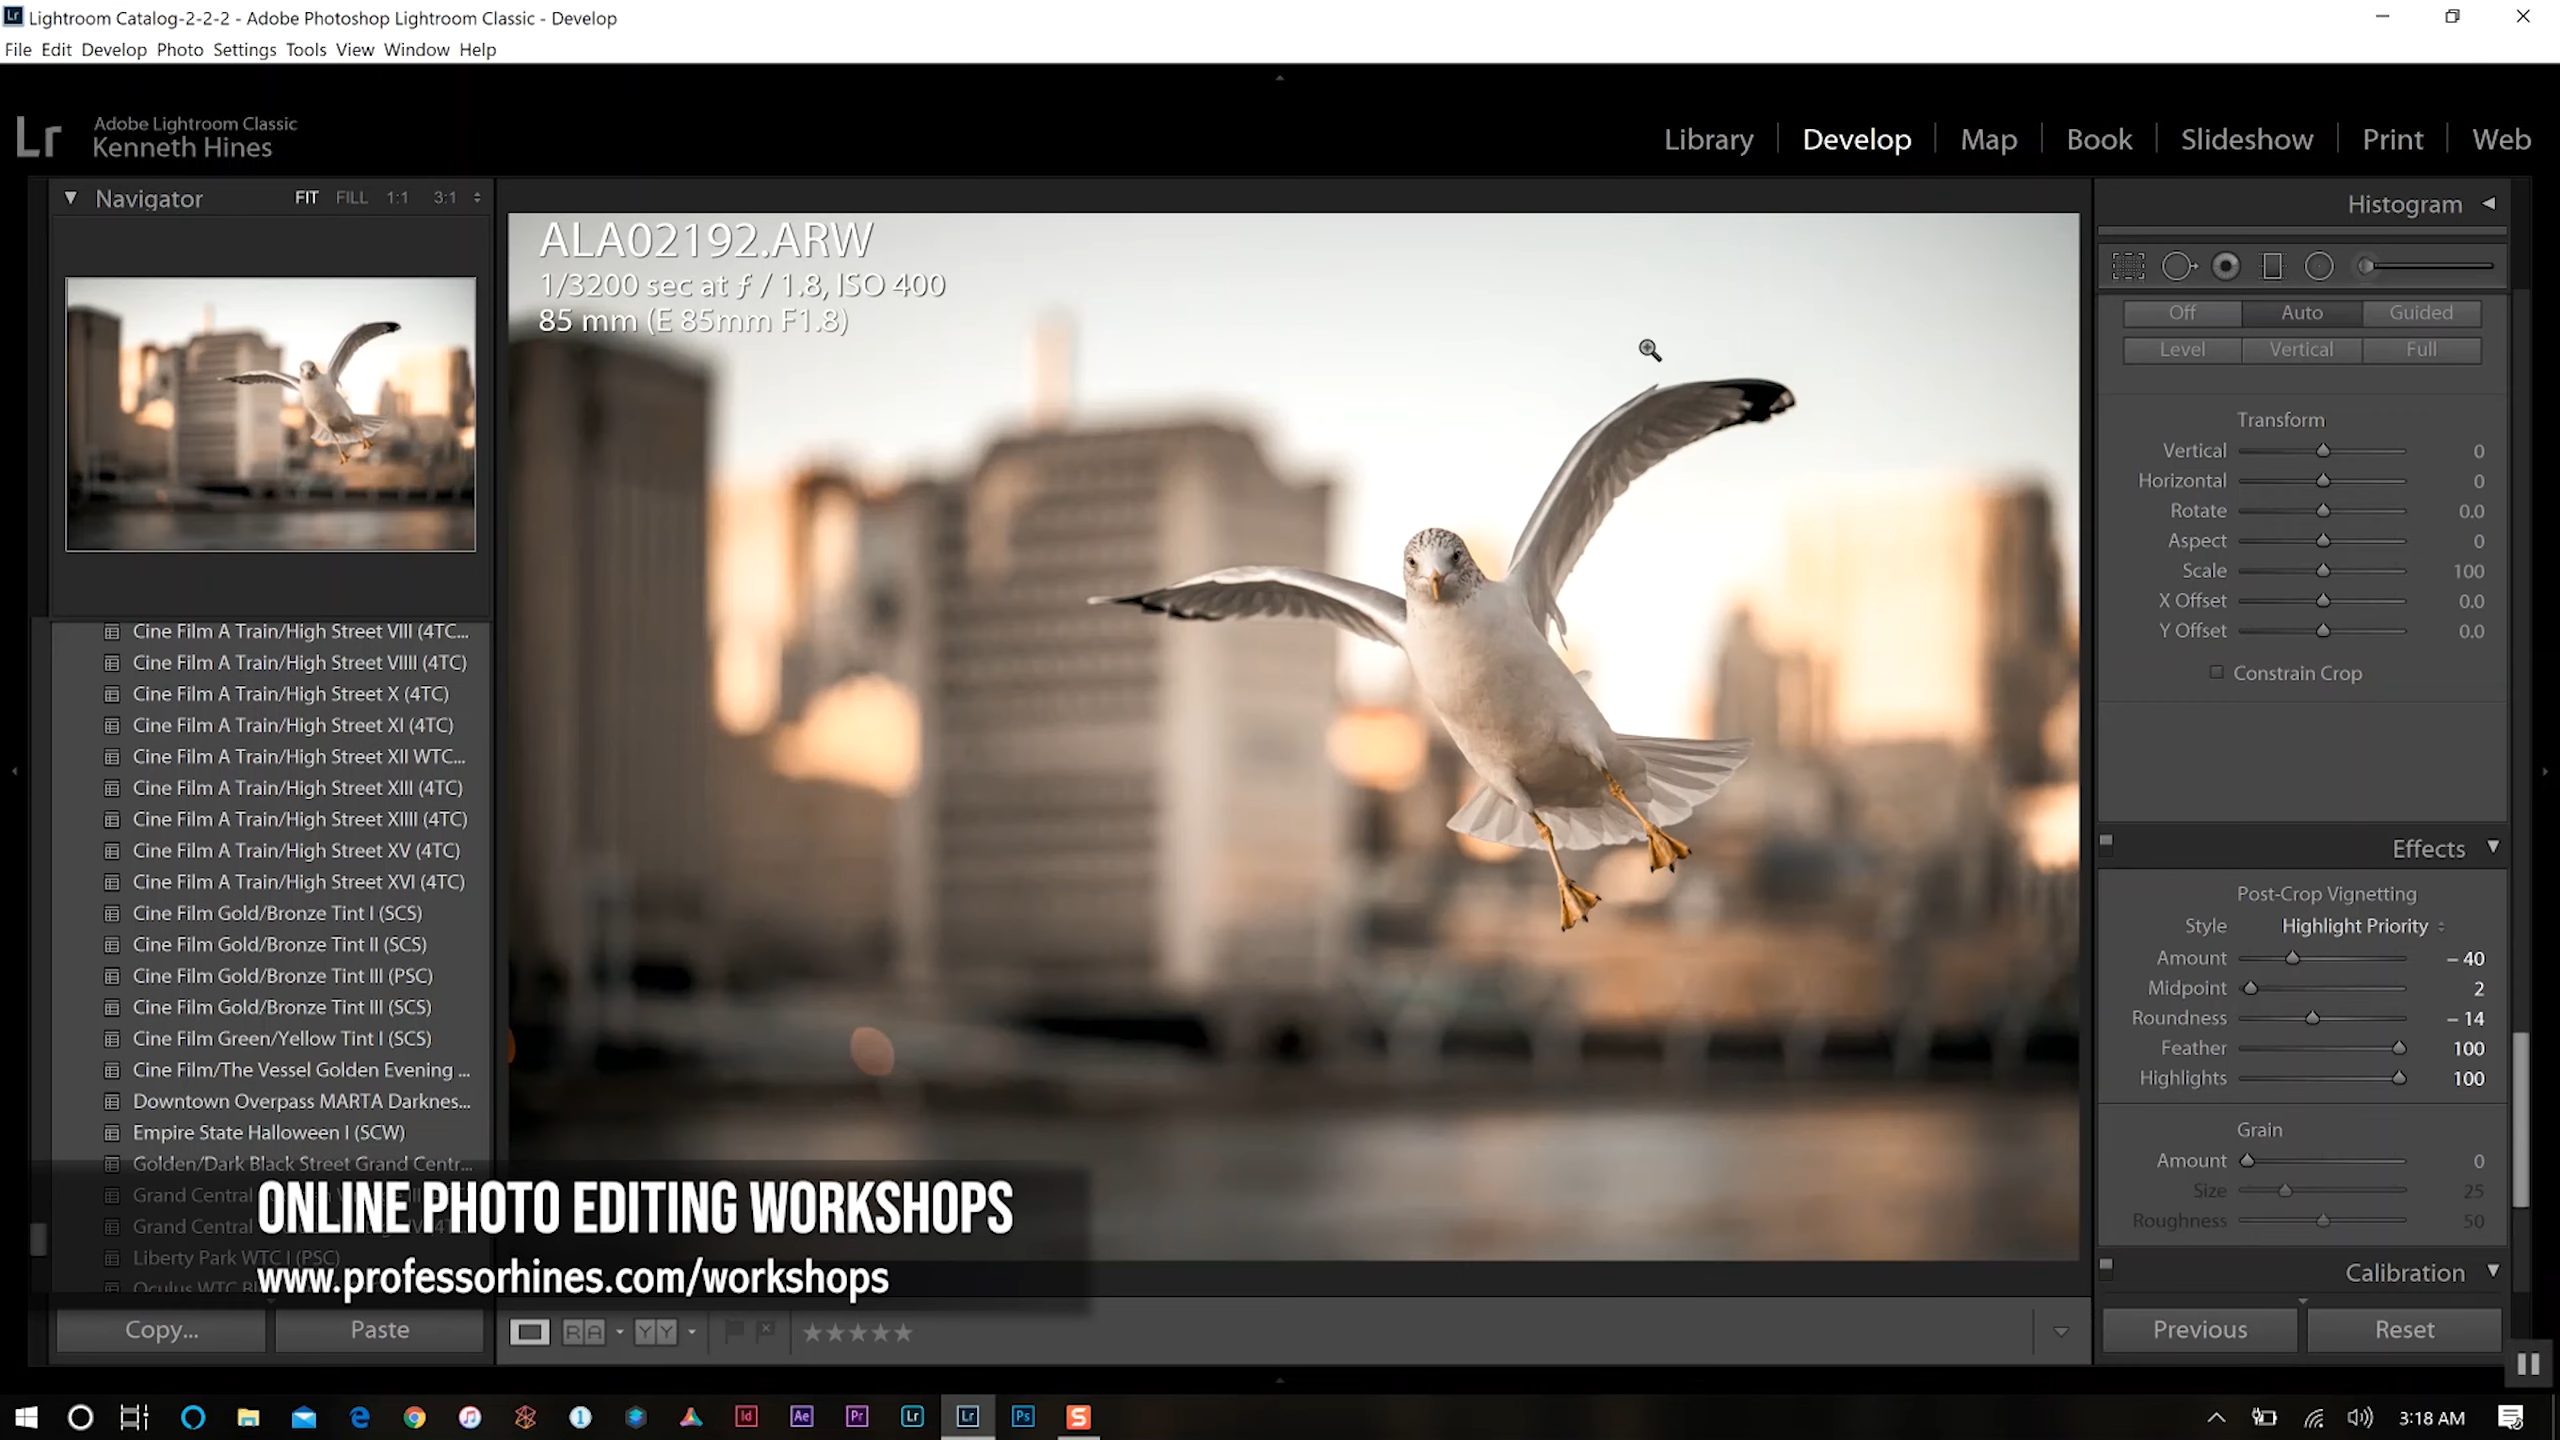 Lightroom Catalog-2-2-2 - Adobe Photoshop Lightroom Classic - Develop
File Edit Develop Photo Settings Tools View Window Help
Lr
Adobe Lightroom Classic
Kenneth Hines
Library | Develop | Map | Book | Slideshow | Print | Web
Navigator FIT FILL 1:1 3:1
Histogram
ALA02192.ARW
1/3200 sec at ƒ / 1.8, ISO 400
85 mm (E 85mm F1.8)
Off Auto Guided
Level Vertical Full
Transform
Vertical 0
Horizontal 0
Rotate 0.0
Aspect 0
Scale 100
X Offset 0.0
Y Offset 0.0
Constrain Crop
Cine Film A Train/High Street VIII (4TC...
Cine Film A Train/High Street VIIII (4TC)
Cine Film A Train/High Street X (4TC)
Cine Film A Train/High Street XI (4TC)
Cine Film A Train/High Street XII WTC...
Cine Film A Train/High Street XIII (4TC)
Cine Film A Train/High Street XIIII (4TC)
Cine Film A Train/High Street XV (4TC)
Cine Film A Train/High Street XVI (4TC)
Cine Film Gold/Bronze Tint I (SCS)
Cine Film Gold/Bronze Tint II (SCS)
Cine Film Gold/Bronze Tint III (PSC)
Cine Film Gold/Bronze Tint III (SCS)
Cine Film Green/Yellow Tint I (SCS)
Cine Film/The Vessel Golden Evening ...
Downtown Overpass MARTA Darknes...
Empire State Halloween I (SCW)
Golden/Dark Black Street Grand Centr...
Grand Central
Grand Central
Liberty Park WTC I (PSC)
Oculus WTC
ONLINE PHOTO EDITING WORKSHOPS
www.professorhines.com/workshops
Effects
Post-Crop Vignetting
Style Highlight Priority
Amount – 40
Midpoint 2
Roundness – 14
Feather 100
Highlights 100
Grain
Amount 0
Size 25
Roughness 50
Calibration
Copy... Paste
RA YY
Previous Reset
Id Ae Pr Lr Lr Ps S
3:18 AM